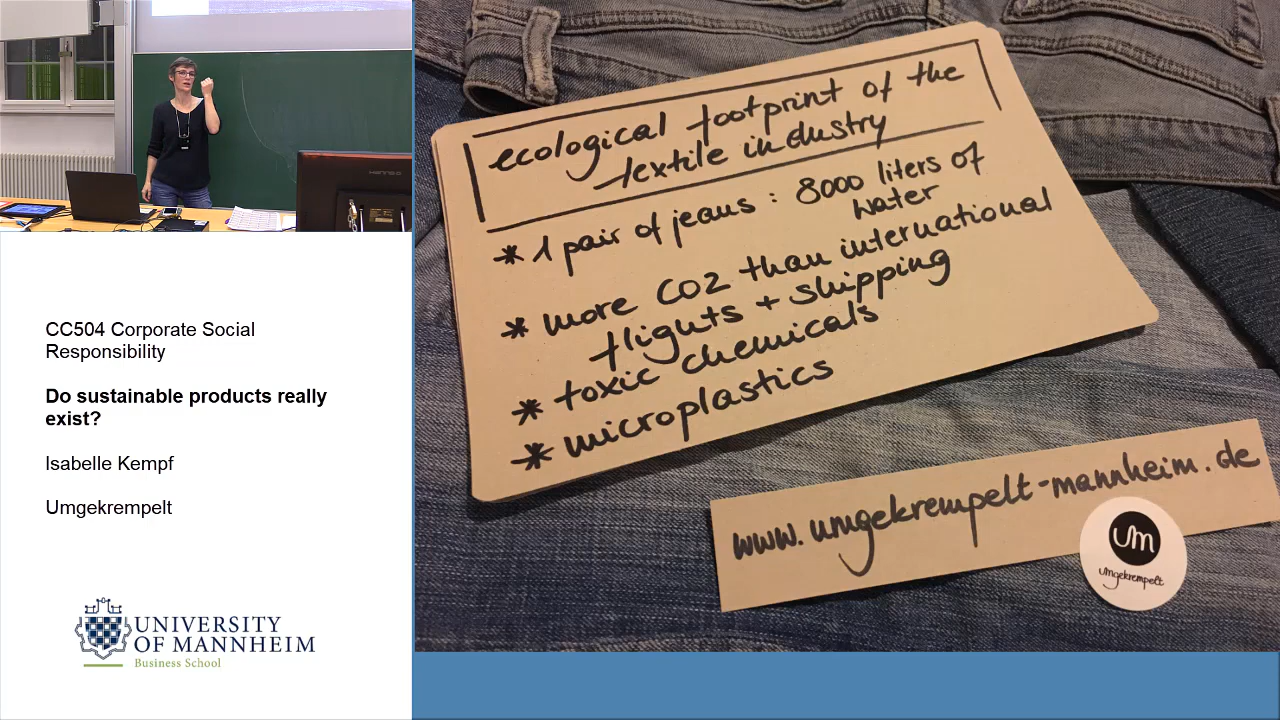 CC504 Corporate Social
Responsibility
Do sustainable products really
exist?
Isabelle Kempf
Umgekrempelt
UNIVERSITY
OF MANNHEIM
Business School
ecological footprint of the
textile industry
* 1 pair of jeans : 8000 liters of
water
* more CO2 than international
flights + shipping
* toxic chemicals
* microplastics
www.umgekrempelt-mannheim.de
um
umgekrempelt